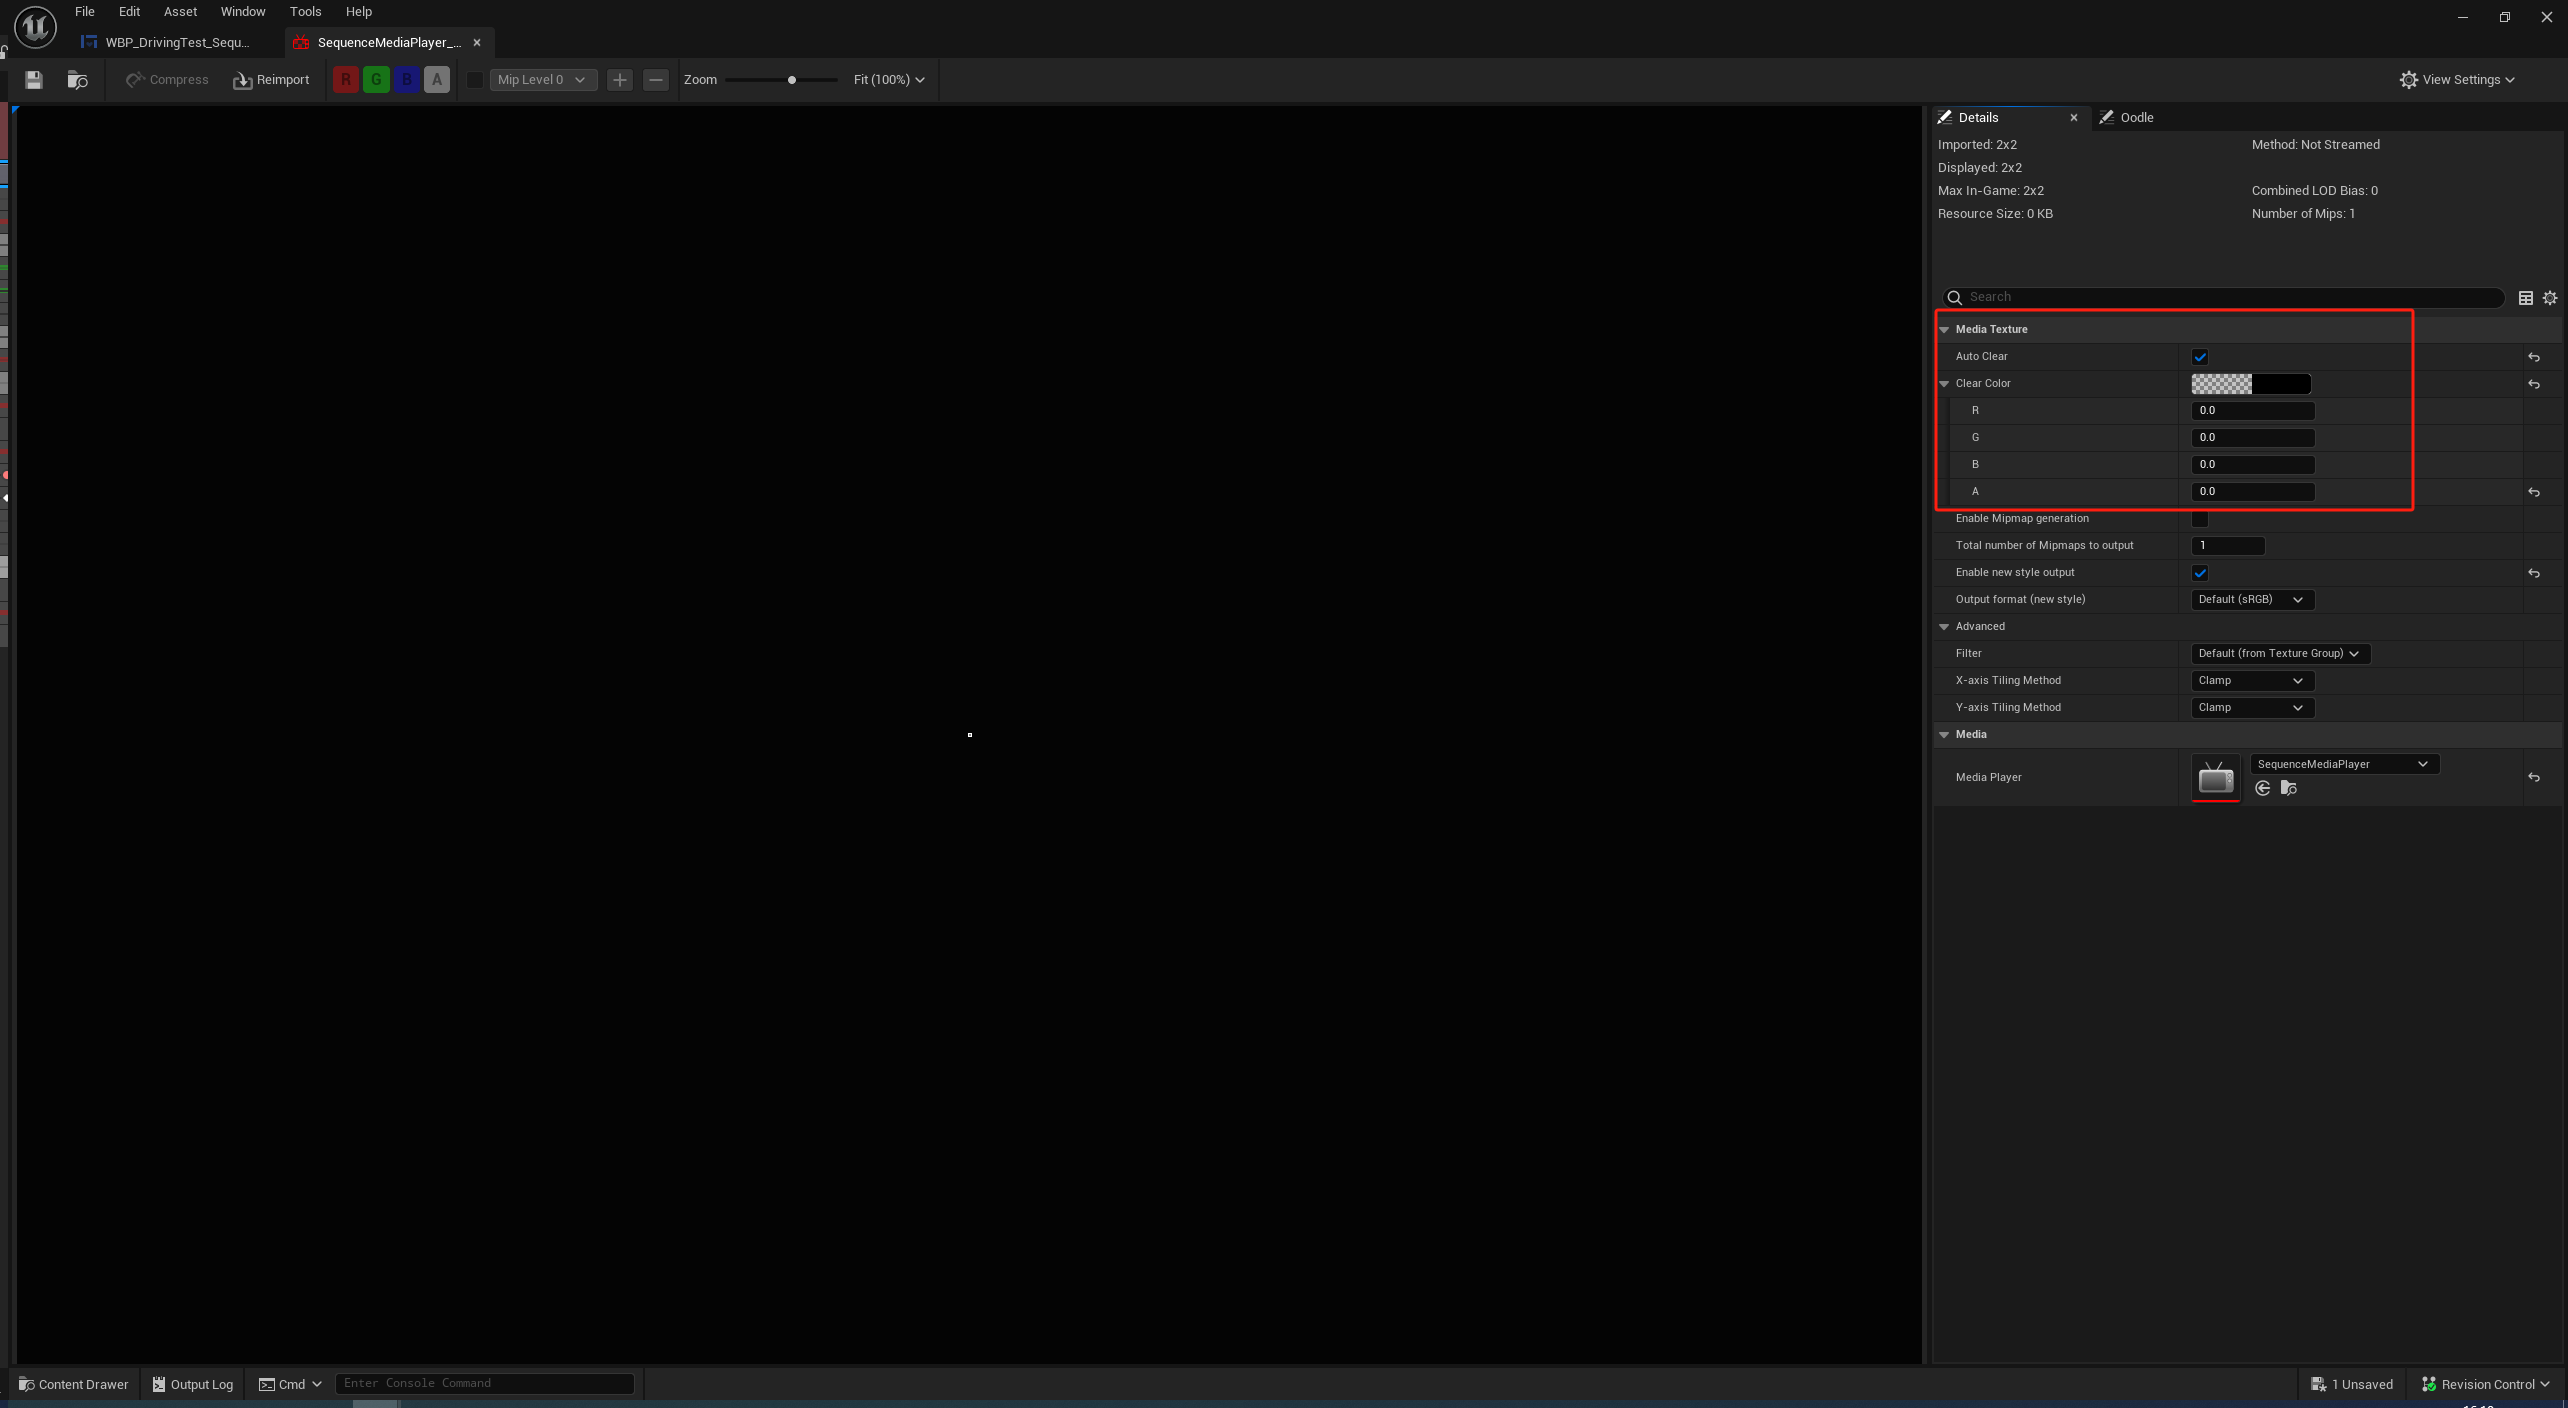 File Edit Asset Window Tools Help
WBP_DrivingTest_Sequ...
SequenceMediaPlayer_...
Compress Reimport R G B A Mip Level 0 Zoom Fit (100%) View Settings
Details Oodle
Imported: 2x2 Method: Not Streamed
Displayed: 2x2
Max In-Game: 2x2 Combined LOD Bias: 0
Resource Size: 0 KB Number of Mips: 1
Search
Media Texture
Auto Clear
Clear Color
R 0.0
G 0.0
B 0.0
A 0.0
Enable Mipmap generation
Total number of Mipmaps to output 1
Enable new style output
Output format (new style) Default (sRGB)
Advanced
Filter Default (from Texture Group)
X-axis Tiling Method Clamp
Y-axis Tiling Method Clamp
Media
Media Player SequenceMediaPlayer
Content Drawer Output Log Cmd Enter Console Command 1 Unsaved Revision Control